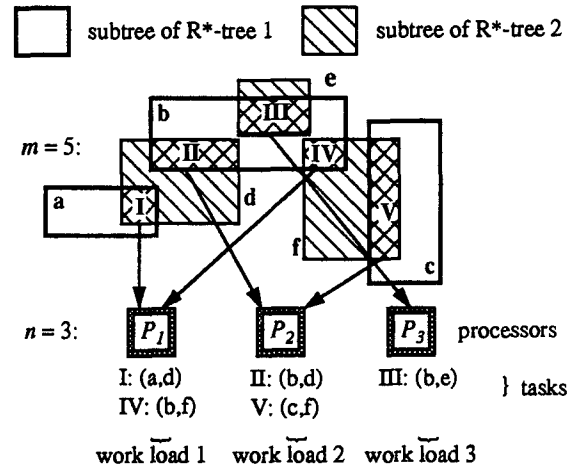 subtree of R*-tree 1
subtree of R*-tree 2
e
b
III
m = 5:
II
IV
a
I
d
V
f
c
n = 3:
P1
P2
P3
processors
I: (a,d)
II: (b,d)
III: (b,e)
} tasks
IV: (b,f)
V: (c,f)
work load 1
work load 2
work load 3